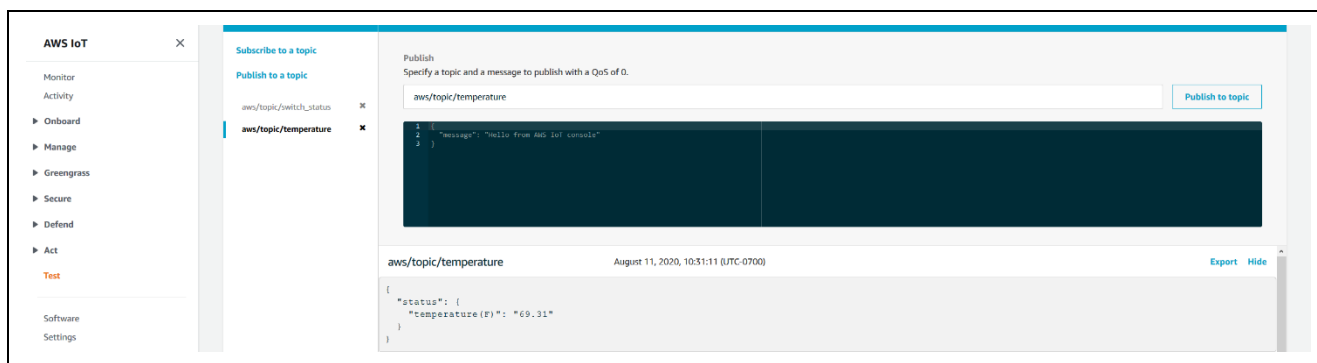 AWS IoT
Monitor
Activity
Onboard
Manage
Greengrass
Secure
Defend
Act
Test
Software
Settings
Subscribe to a topic
Publish to a topic
aws/topic/switch_status
aws/topic/temperature
Publish
Specify a topic and a message to publish with a QoS of 0.
aws/topic/temperature
Publish to topic
1 {
2 "message": "Hello from AWS IoT console"
3 }
aws/topic/temperature August 11, 2020, 10:31:11 (UTC-0700) Export Hide
{
"status": {
"temperature(F)": "69.31"
}
}